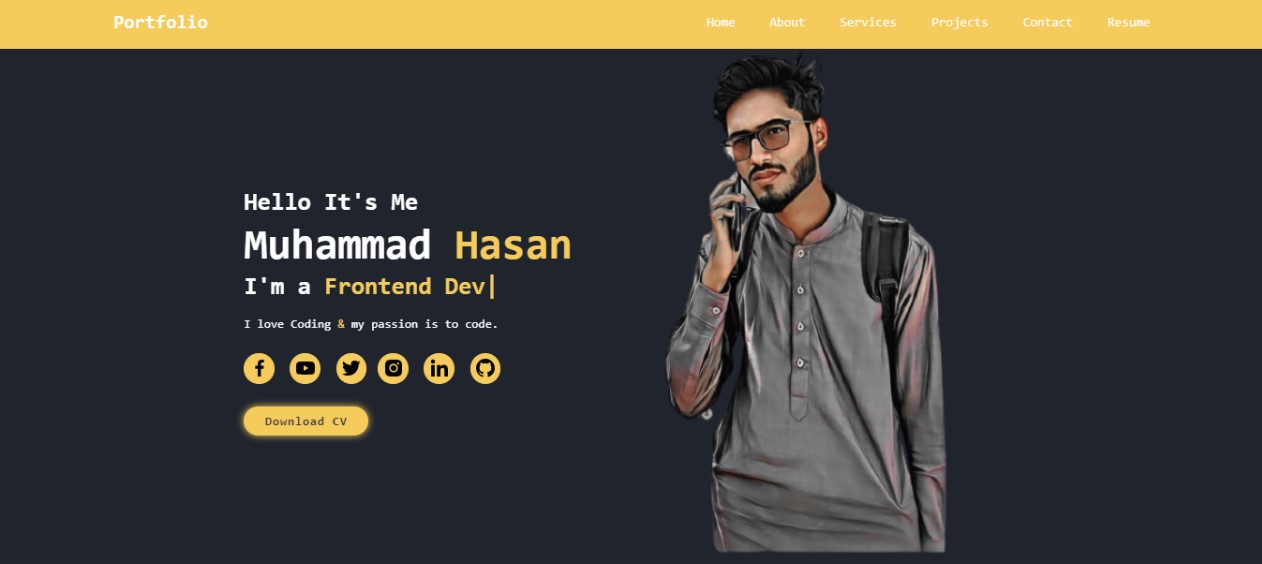 Portfolio
Home About Services Projects Contact Resume
Hello It's Me
Muhammad Hasan
I'm a Frontend Dev|
I love Coding & my passion is to code.
Download CV